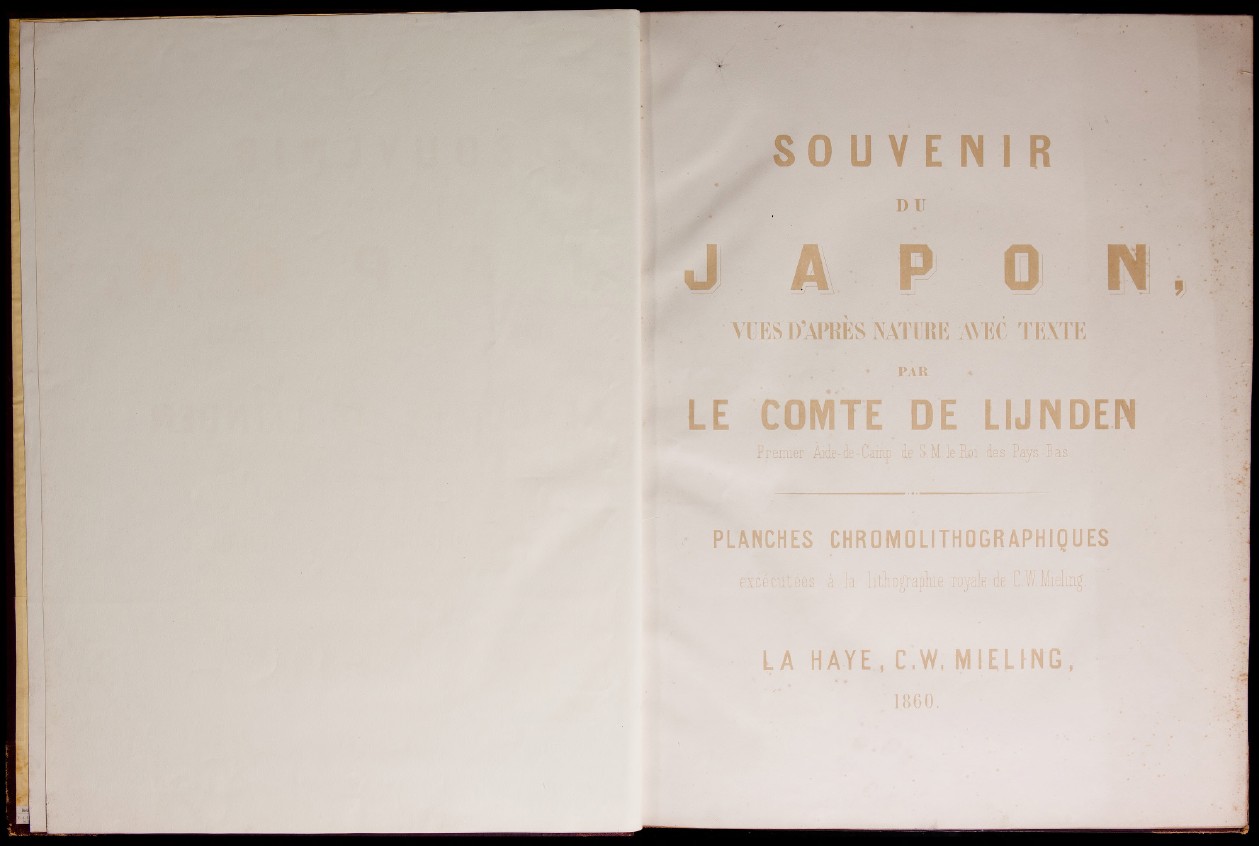 SOUVENIR
DU
JAPON,
VUES D'APRÈS NATURE AVEC TEXTE
PAR
LE COMTE DE LIJNDEN
Premier Aide-de-Camp de S M le Roi des Pays Bas
PLANCHES CHROMOLITHOGRAPHIQUES
exécutées à la lithographie royale de C.W. Mieling
LA HAYE, C.W. MIELING,
1860.